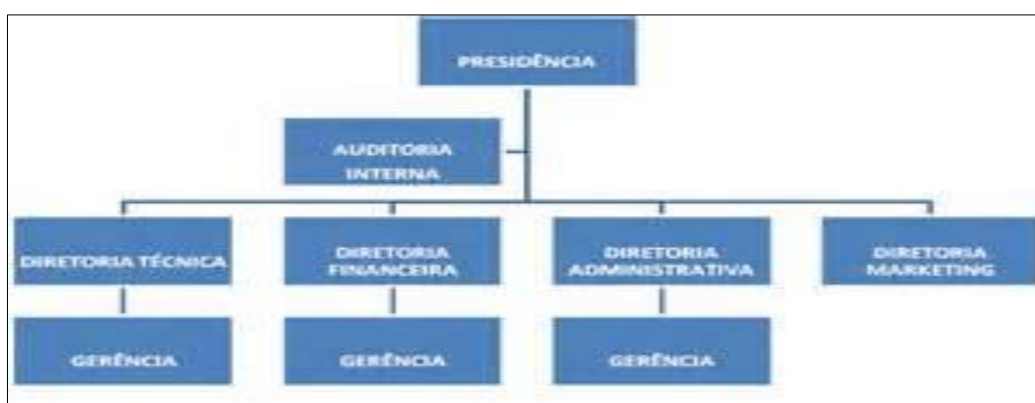 PRESIDÊNCIA
AUDITORIA
INTERNA
DIRETORIA TÉCNICA
DIRETORIA
FINANCEIRA
DIRETORIA
ADMINISTRATIVA
DIRETORIA
MARKETING
GERÊNCIA
GERÊNCIA
GERÊNCIA